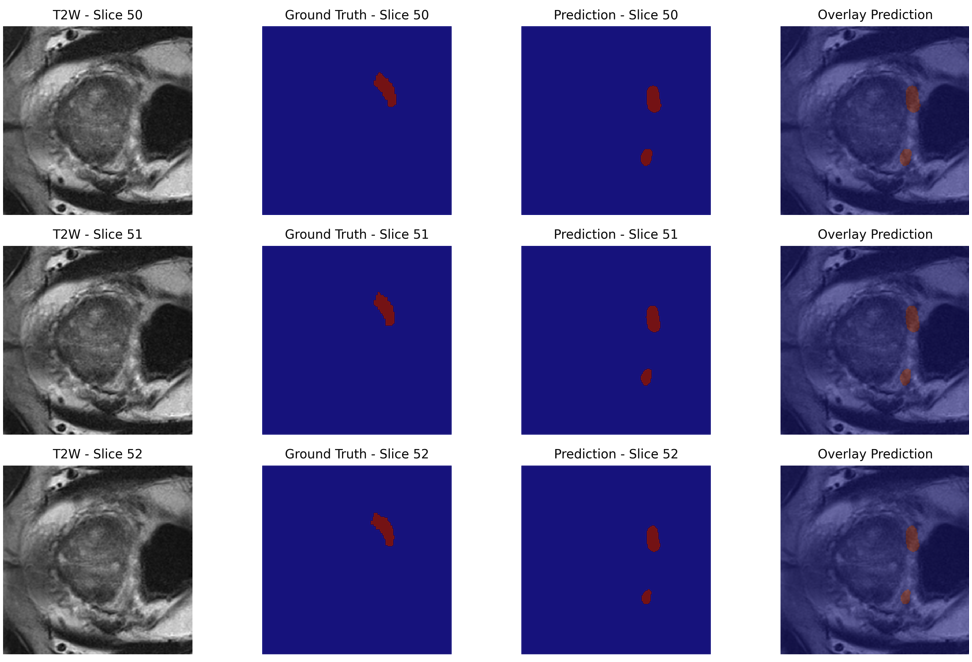 T2W - Slice 50
Ground Truth - Slice 50
Prediction - Slice 50
Overlay Prediction
T2W - Slice 51
Ground Truth - Slice 51
Prediction - Slice 51
Overlay Prediction
T2W - Slice 52
Ground Truth - Slice 52
Prediction - Slice 52
Overlay Prediction